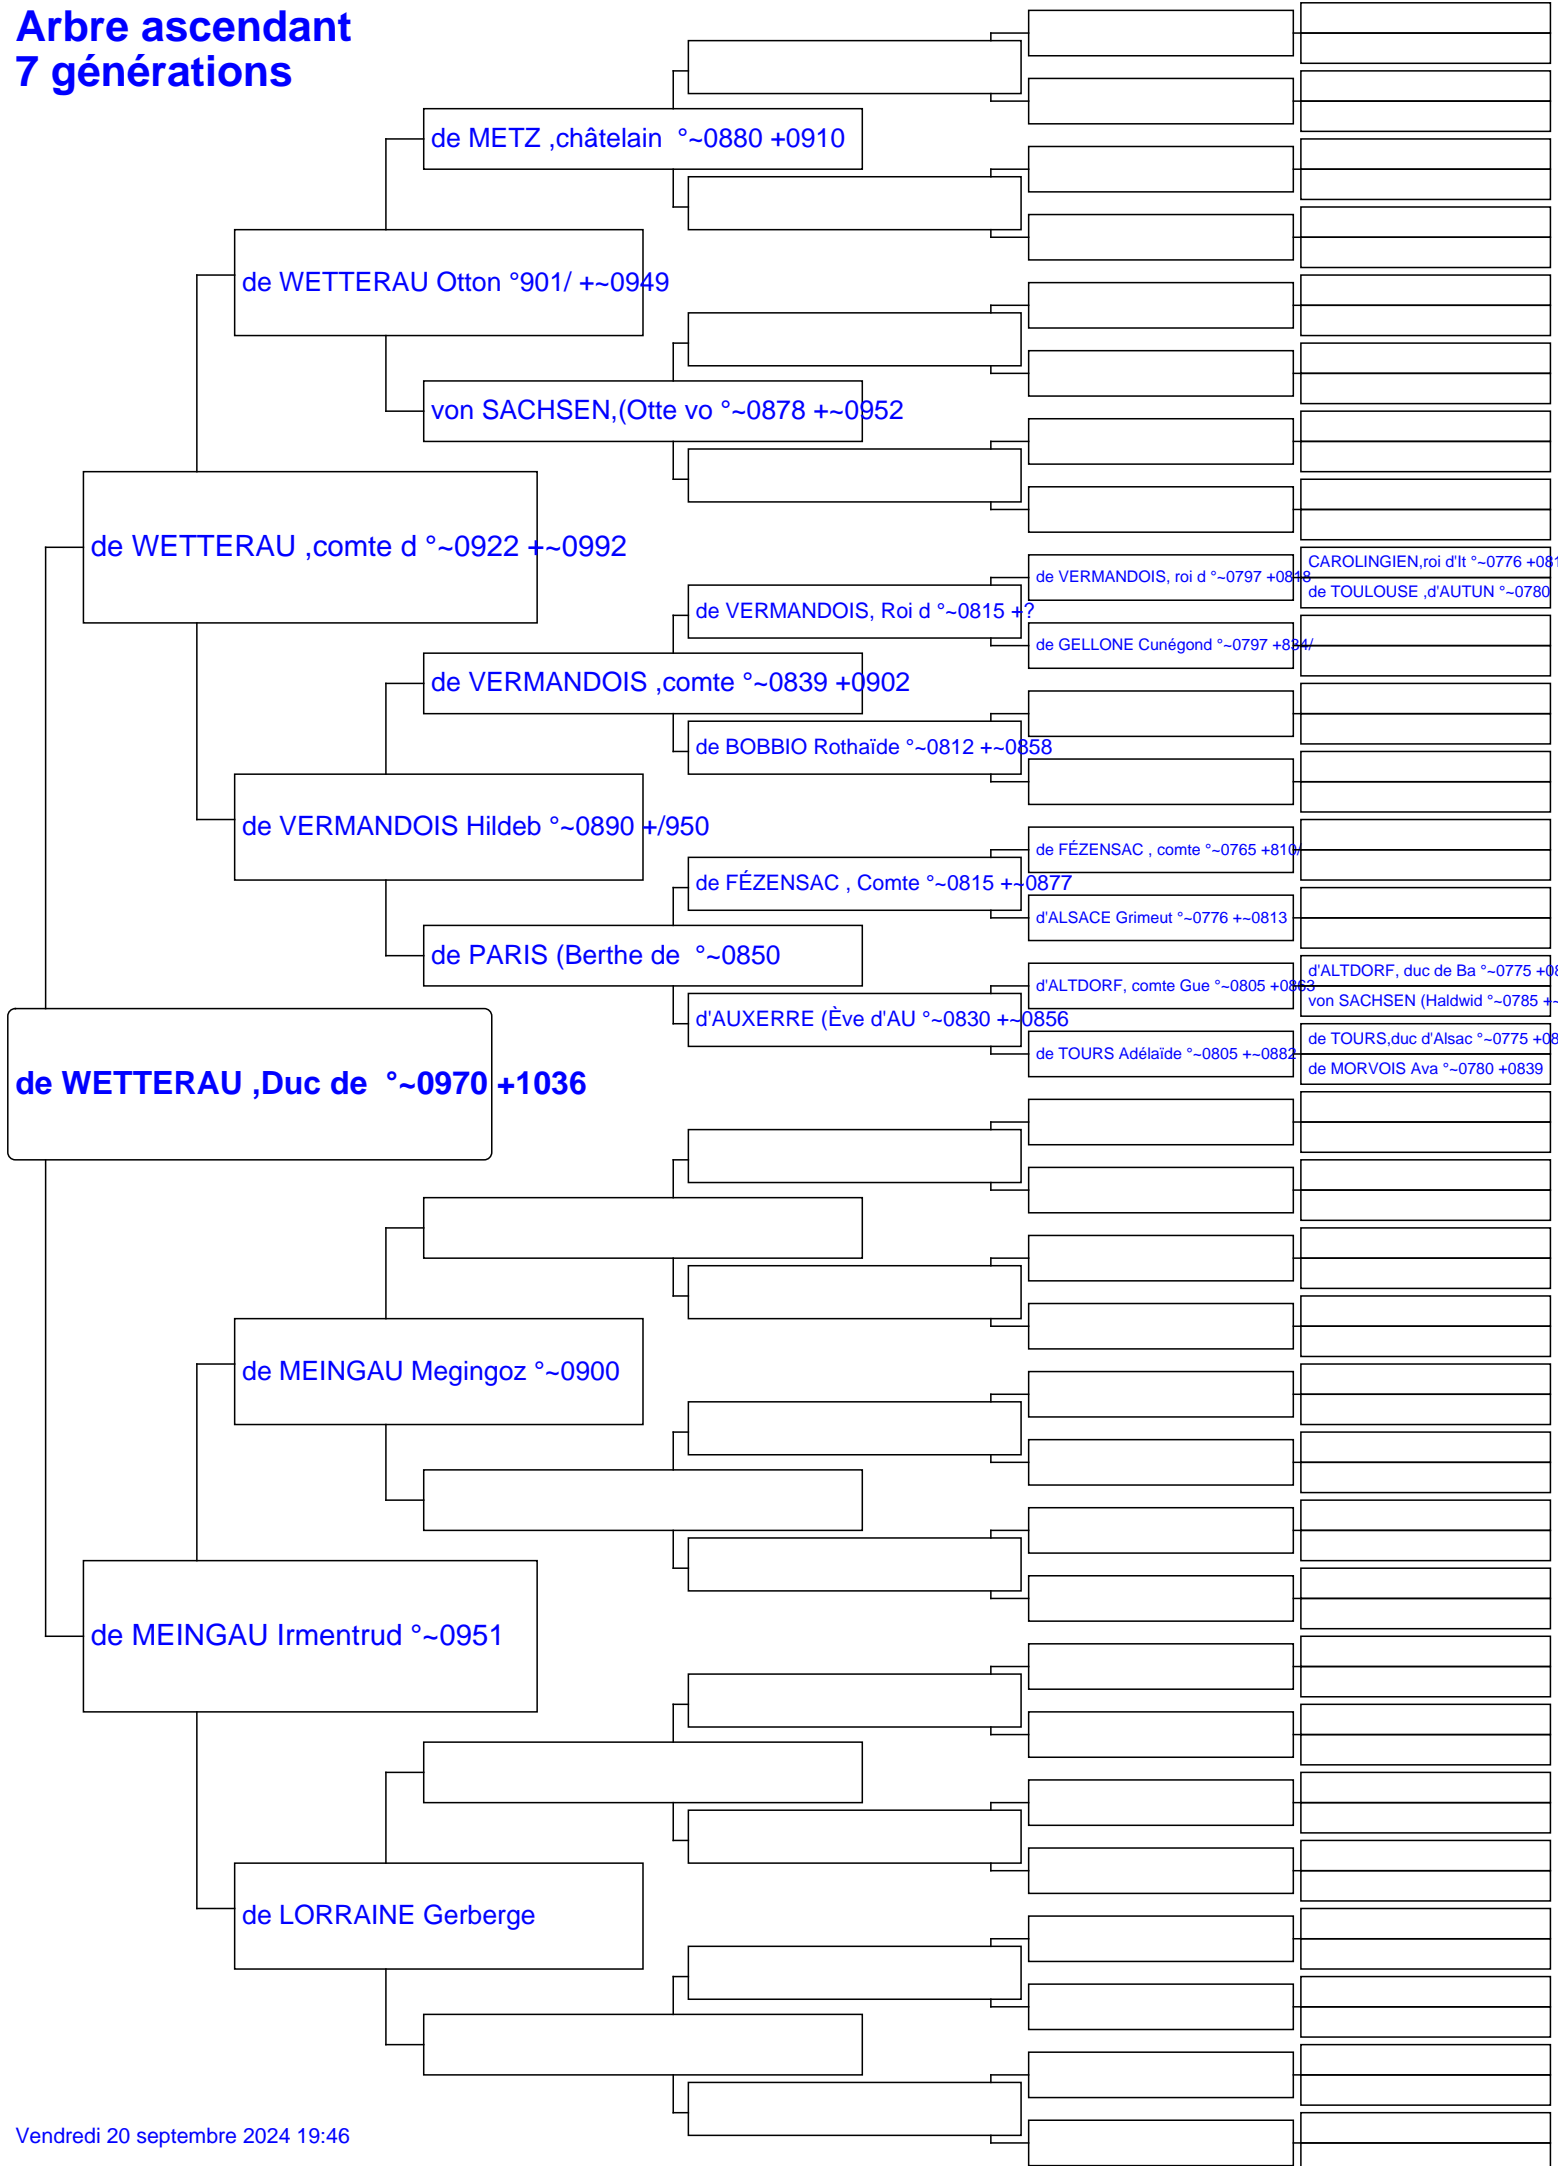 Arbre ascendant
7 générations
de METZ ,châtelain °~0880 +0910
de WETTERAU Otton °901/ +~0949
von SACHSEN,(Otte vo °~0878 +~0952
de WETTERAU ,comte d °~0922 +~0992
de VERMANDOIS, roi d °~0797 +0818
CAROLINGIEN,roi d'It °~0776 +081
de TOULOUSE ,d'AUTUN °~0780
de VERMANDOIS, Roi d °~0815 +?
de GELLONE Cunégond °~0797 +834/
de VERMANDOIS ,comte °~0839 +0902
de BOBBIO Rothaïde °~0812 +~0858
de VERMANDOIS Hildeb °~0890 +/950
de FÉZENSAC , comte °~0765 +810/
de FÉZENSAC , Comte °~0815 +~0877
d'ALSACE Grimeut °~0776 +~0813
de PARIS (Berthe de °~0850
d'ALTDORF, duc de Ba °~0775 +08
d'ALTDORF, comte Gue °~0805 +0863
von SACHSEN (Haldwid °~0785 +~
d'AUXERRE (Ève d'AU °~0830 +~0856
de TOURS,duc d'Alsac °~0775 +08
de TOURS Adélaïde °~0805 +~0882
de MORVOIS Ava °~0780 +0839
de WETTERAU ,Duc de °~0970 +1036
de MEINGAU Megingoz °~0900
de MEINGAU Irmentrud °~0951
de LORRAINE Gerberge
Vendredi 20 septembre 2024 19:46